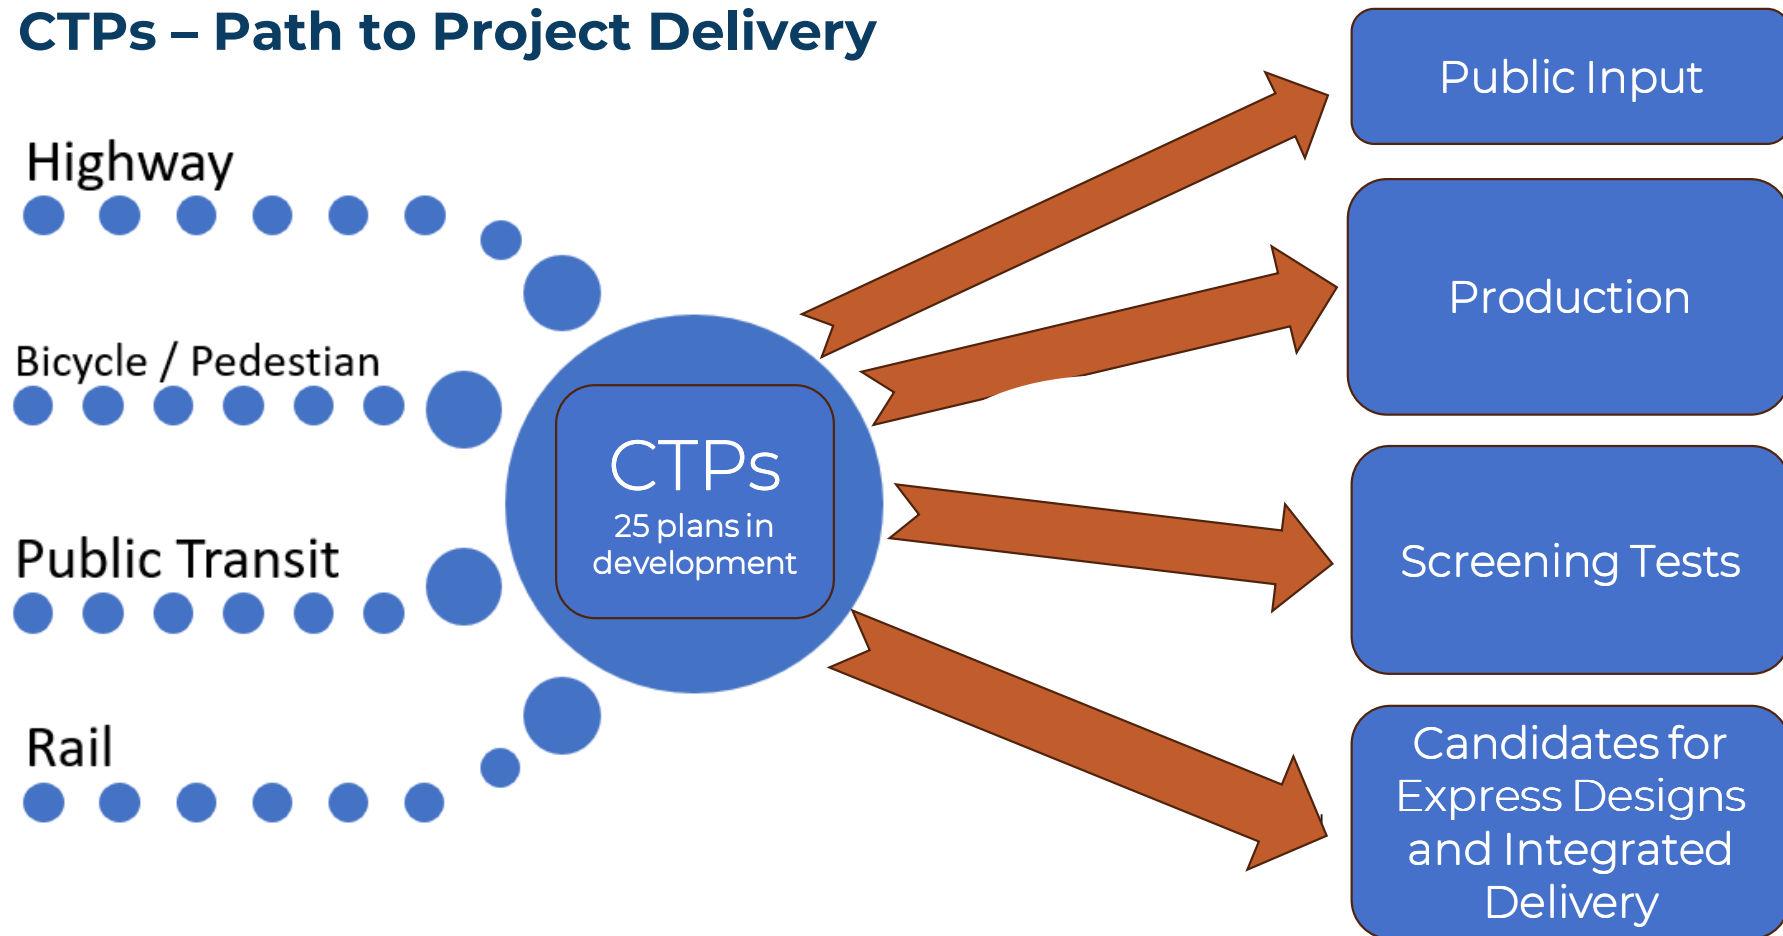 CTPs – Path to Project Delivery
Highway
Bicycle / Pedestian
Public Transit
Rail
CTPs
25 plans in
development
Public Input
Production
Screening Tests
Candidates for
Express Designs
and Integrated
Delivery